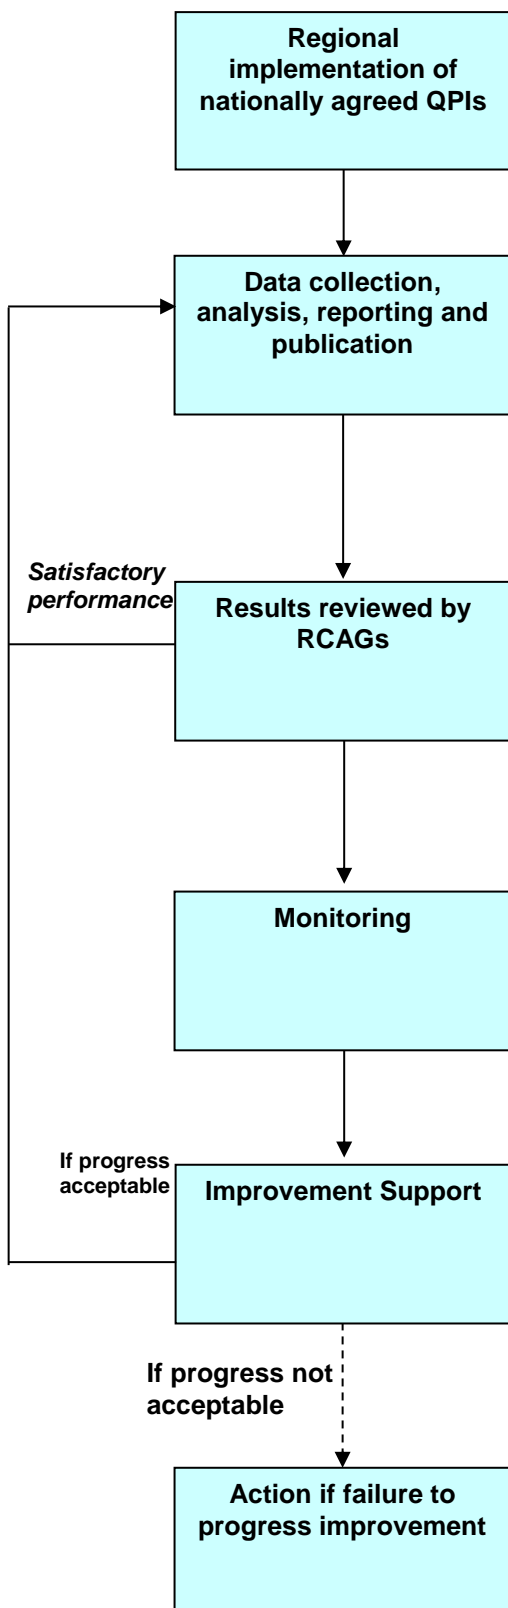 Regional
implementation of
nationally agreed QPIs
Data collection,
analysis, reporting and
publication
Satisfactory
performance
Results reviewed by
RCAGs
Monitoring
If progress
acceptable
Improvement Support
If progress not
acceptable
Action if failure to
progress improvement